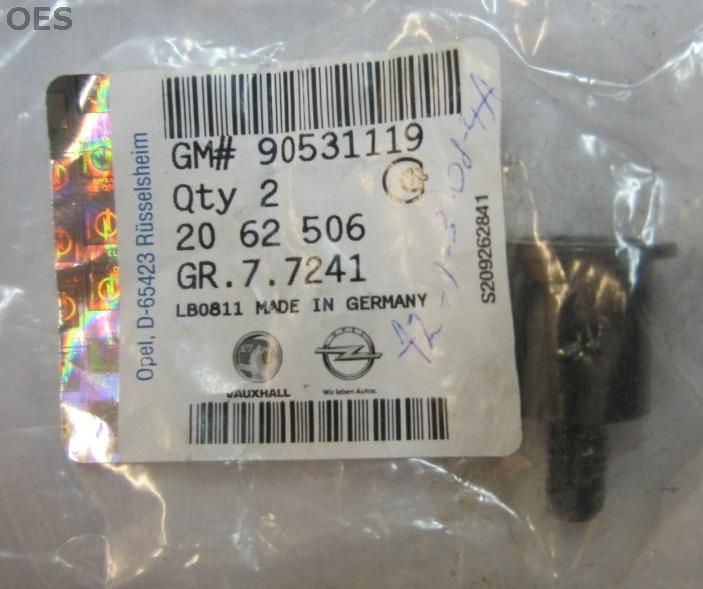 OES
Opel, D-65423 Rüsselsheim
GM# 90531119
Qty 2
20 62 506
GR.7.7241
LB0811 MADE IN GERMANY
VAUXHALL
OPEL
Wir leben Autos.
S209262841